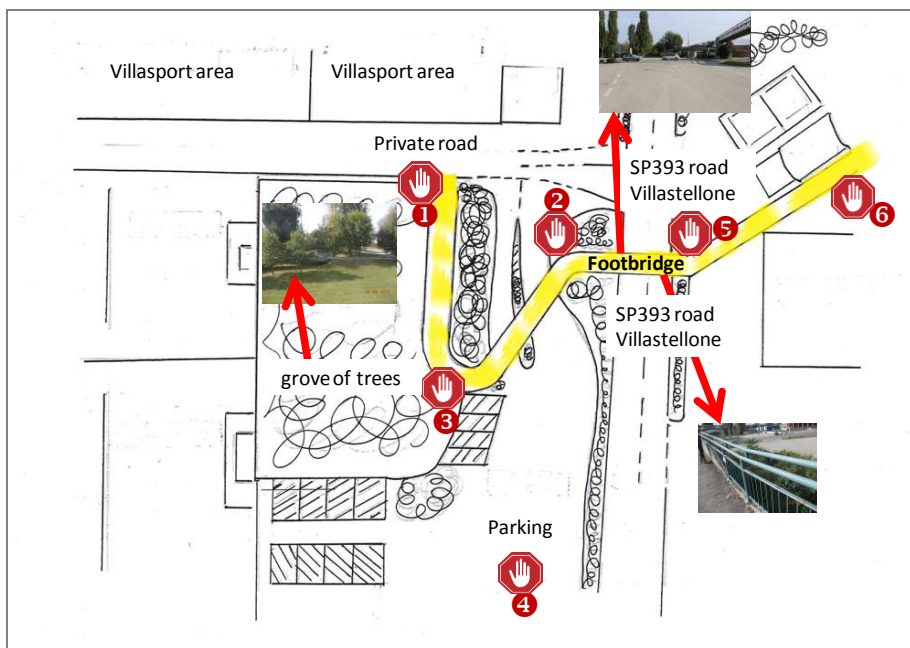 Villasport area
Villasport area
Private road
SP393 road
Villastellone
1
2
5
6
Footbridge
SP393 road
Villastellone
grove of trees
3
Parking
4